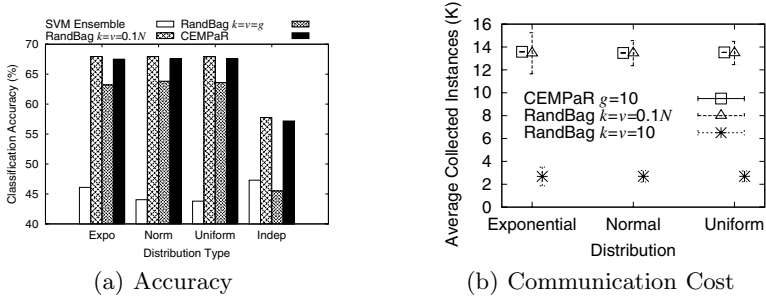 SVM Ensemble RandBag k=v=g
RandBag k=v=0.1N CEMPaR
Classification Accuracy (%)
70
65
60
55
50
45
40
Expo Norm Uniform Indep
Distribution Type
(a) Accuracy
Average Collected Instances (K)
16
14
12
10
8
6
4
2
0
CEMPaR g=10
RandBag k=v=0.1N
RandBag k=v=10
Exponential Normal Uniform
Distribution
(b) Communication Cost